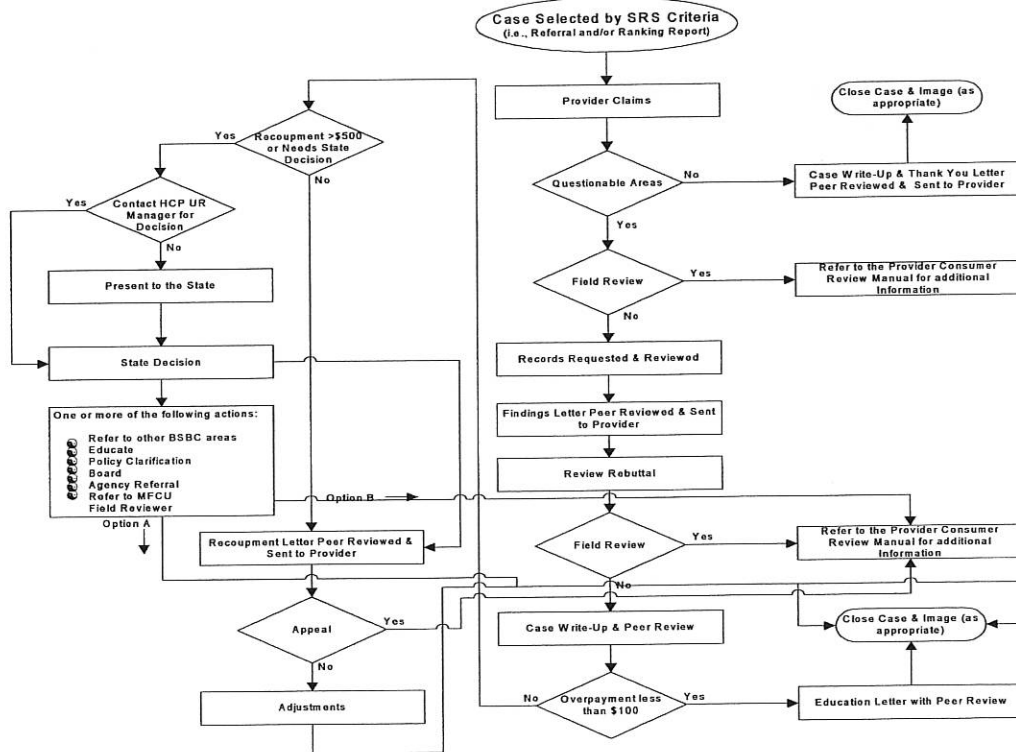 Case Selected by SRS Criteria
(i.e., Referral and/or Ranking Report)
Provider Claims
Close Case & Image (as
appropriate)
Yes
Recoupment >$500
or Needs State
Decision
No
Questionable Areas
No
Case Write-Up & Thank You Letter
Peer Reviewed & Sent to Provider
Yes
Yes
Contact HCP UR
Manager for
Decision
No
Field Review
Yes
Refer to the Provider Consumer
Review Manual for additional
Information
No
Present to the State
Records Requested & Reviewed
State Decision
Findings Letter Peer Reviewed & Sent
to Provider
One or more of the following actions:
Refer to other BSBC areas
Educate
Policy Clarification
Board
Agency Referral
Refer to MFCU
Field Reviewer
Review Rebuttal
Option B
Option A
Recoupment Letter Peer Reviewed &
Sent to Provider
Field Review
Yes
Refer to the Provider Consumer
Review Manual for additional
Information
No
Appeal
Yes
Case Write-Up & Peer Review
Close Case & Image (as
appropriate)
No
Adjustments
No
Overpayment less
than $100
Yes
Education Letter with Peer Review